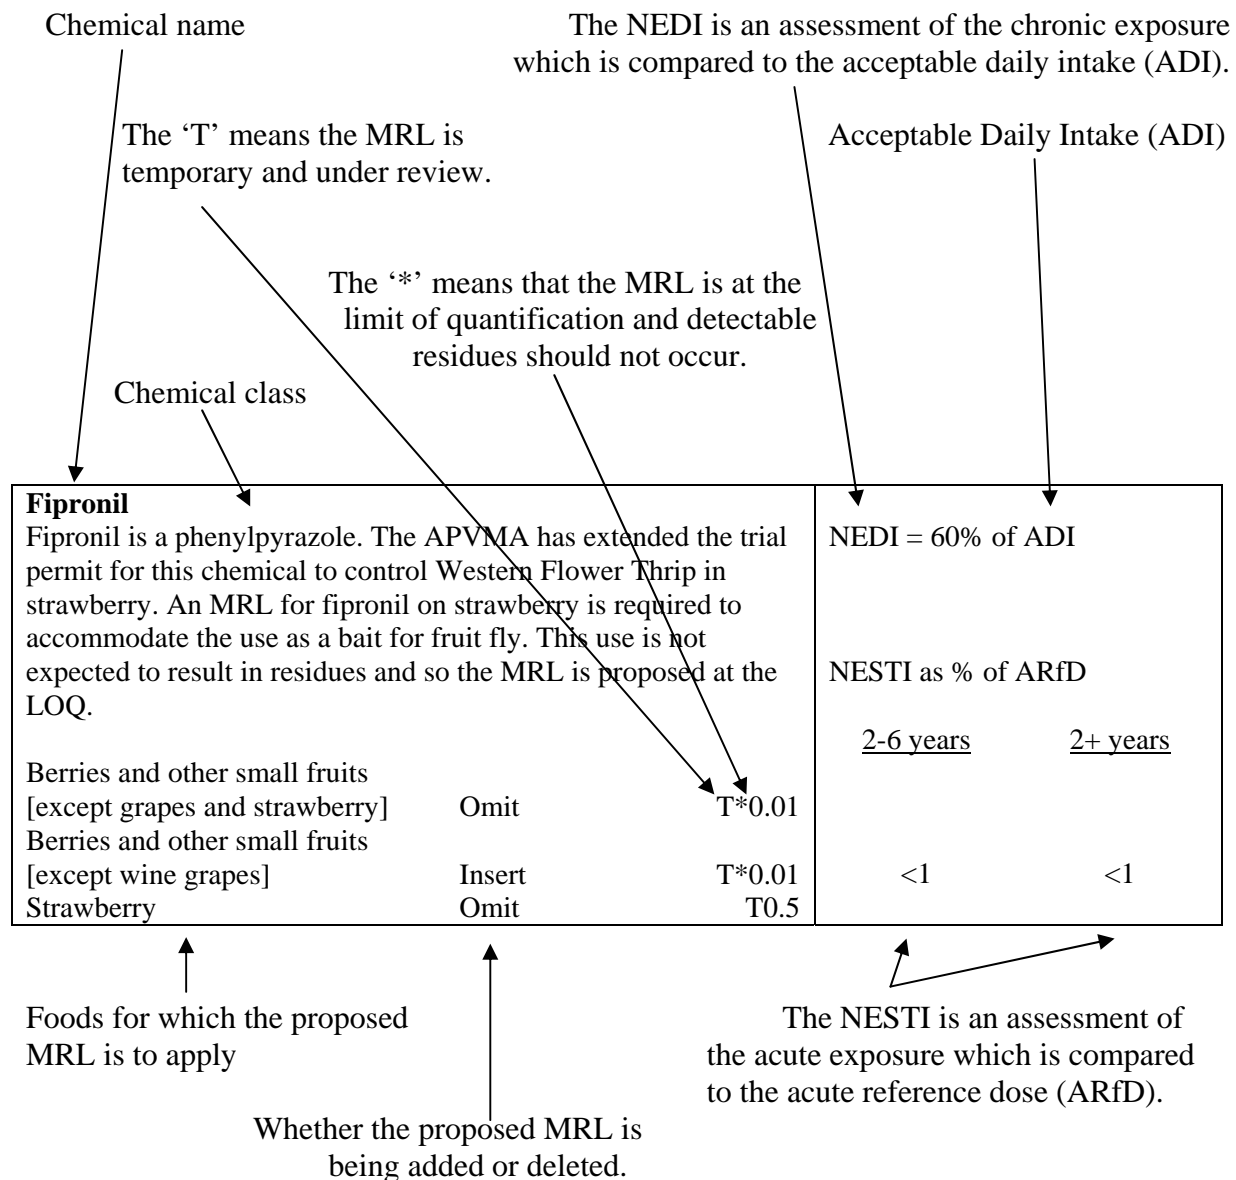 Chemical name
The NEDI is an assessment of the chronic exposure
which is compared to the acceptable daily intake (ADI).
The ‘T’ means the MRL is
temporary and under review.
Acceptable Daily Intake (ADI)
The ‘*’ means that the MRL is at the
limit of quantification and detectable
residues should not occur.
Chemical class
Fipronil
Fipronil is a phenylpyrazole. The APVMA has extended the trial
permit for this chemical to control Western Flower Thrip in
strawberry. An MRL for fipronil on strawberry is required to
accommodate the use as a bait for fruit fly. This use is not
expected to result in residues and so the MRL is proposed at the
LOQ.
NEDI = 60% of ADI
NESTI as % of ARfD
2-6 years 2+ years
Berries and other small fruits
[except grapes and strawberry] Omit T*0.01
Berries and other small fruits
[except wine grapes] Insert T*0.01 <1 <1
Strawberry Omit T0.5
Foods for which the proposed
MRL is to apply
The NESTI is an assessment of
the acute exposure which is compared
to the acute reference dose (ARfD).
Whether the proposed MRL is
being added or deleted.